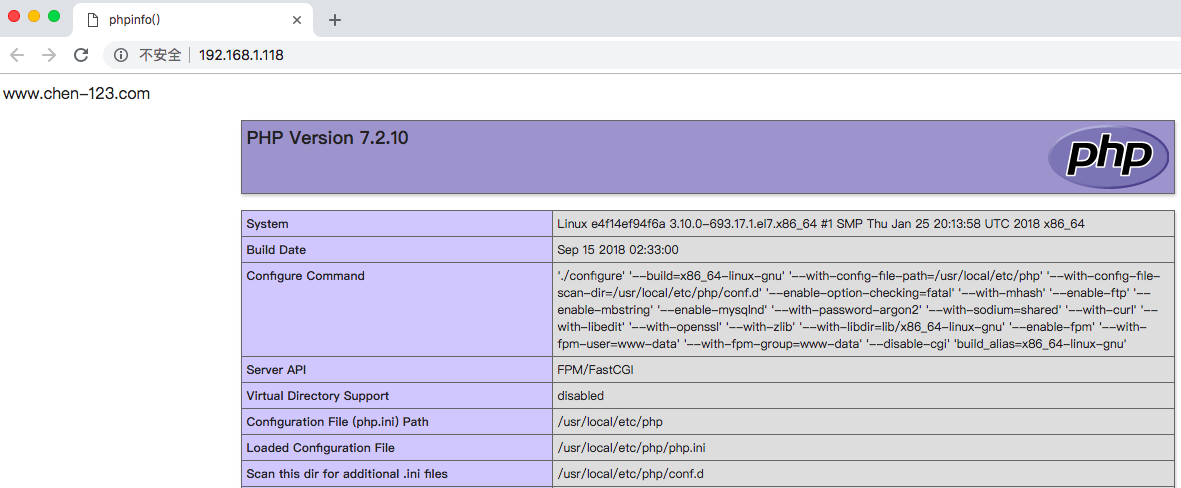 phpinfo()
不安全 192.168.1.118
www.chen-123.com
PHP Version 7.2.10
php
System Linux e4f14ef94f6a 3.10.0-693.17.1.el7.x86_64 #1 SMP Thu Jan 25 20:13:58 UTC 2018 x86_64
Build Date Sep 15 2018 02:33:00
Configure Command './configure' '--build=x86_64-linux-gnu' '--with-config-file-path=/usr/local/etc/php' '--with-config-file-
scan-dir=/usr/local/etc/php/conf.d' '--enable-option-checking=fatal' '--with-mhash' '--enable-ftp' '--
enable-mbstring' '--enable-mysqlnd' '--with-password-argon2' '--with-sodium=shared' '--with-curl' '--
with-libedit' '--with-openssl' '--with-zlib' '--with-libdir=lib/x86_64-linux-gnu' '--enable-fpm' '--with-
fpm-user=www-data' '--with-fpm-group=www-data' '--disable-cgi' 'build_alias=x86_64-linux-gnu'
Server API FPM/FastCGI
Virtual Directory Support disabled
Configuration File (php.ini) Path /usr/local/etc/php
Loaded Configuration File /usr/local/etc/php/php.ini
Scan this dir for additional .ini files /usr/local/etc/php/conf.d